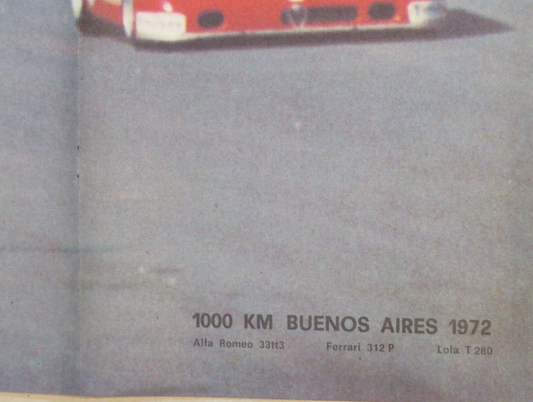 1000 KM BUENOS AIRES 1972
Alfa Romeo 33tt3 Ferrari 312 P Lola T 280